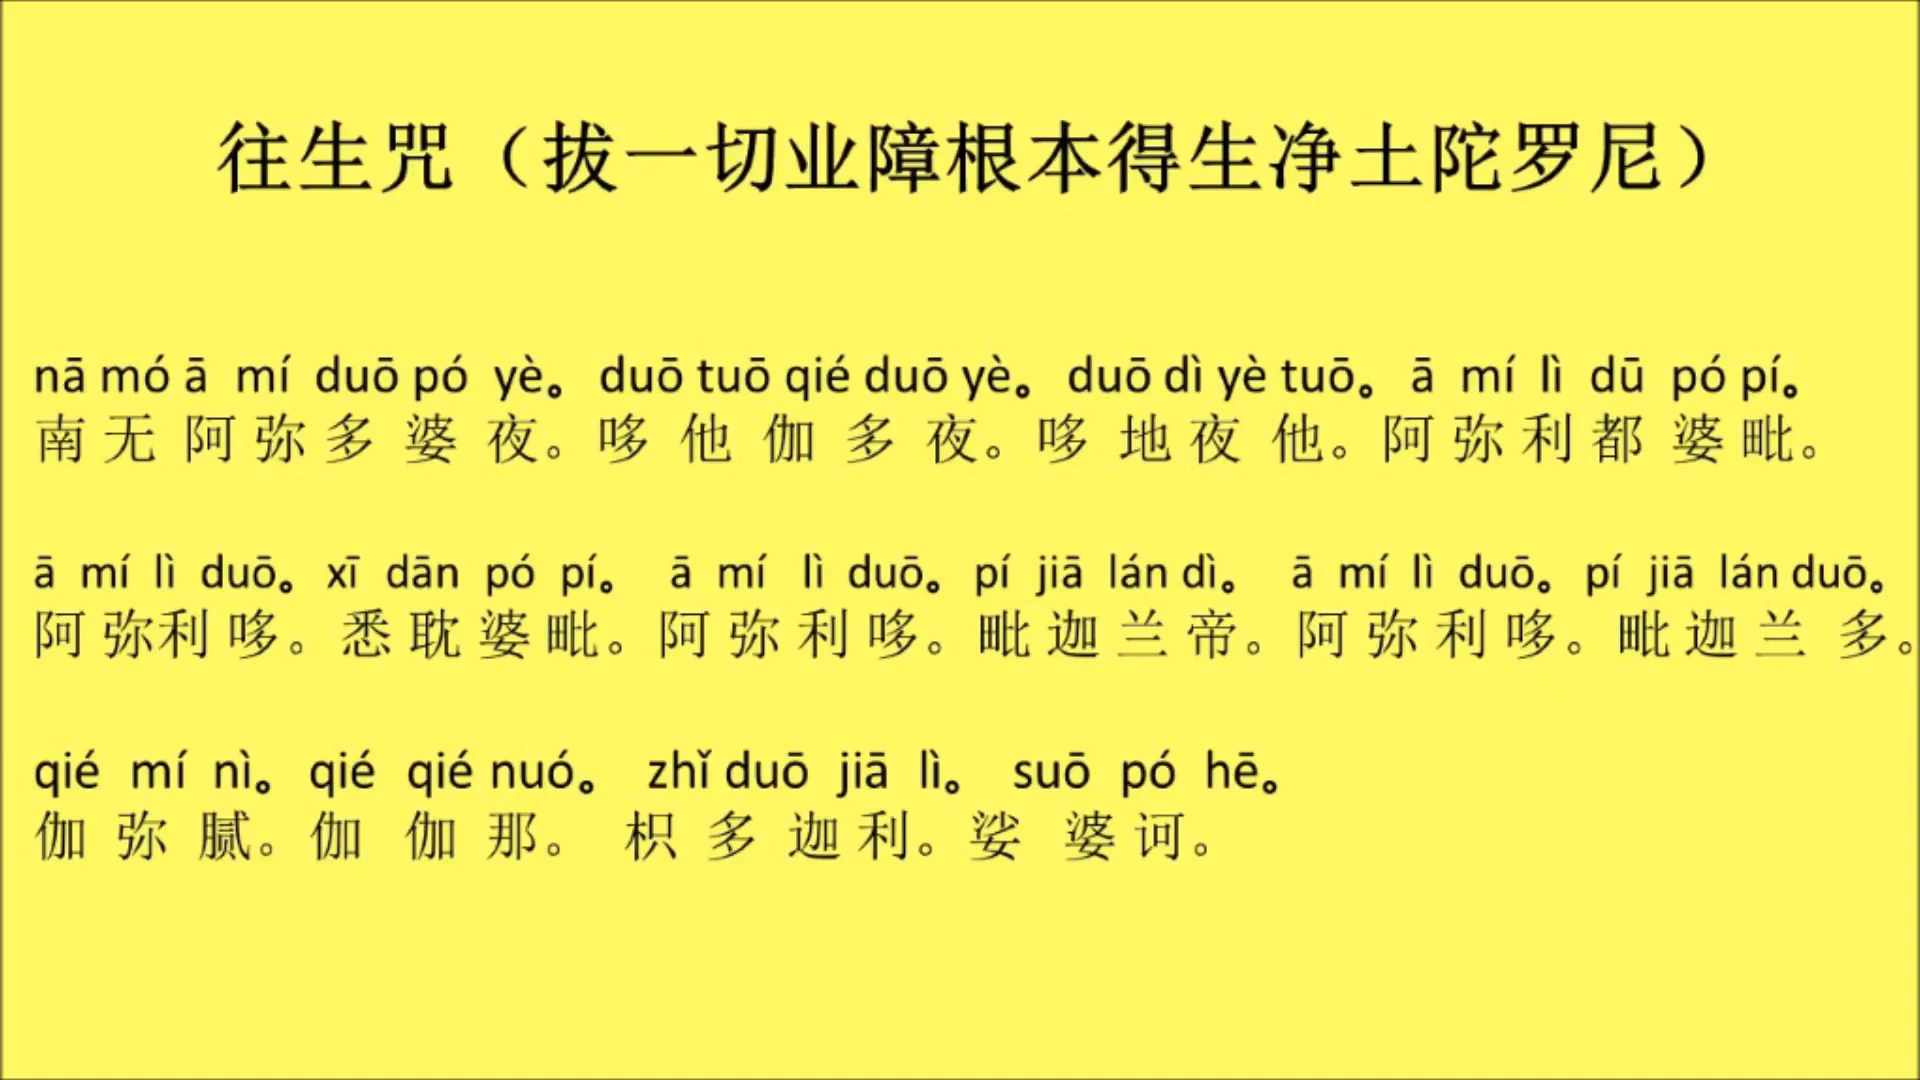 往生咒（拔一切业障根本得生净土陀罗尼）
nā mó ā mí duō pó yè。 duō tuō qié duō yè。 duō dì yè tuō。 ā mí lì dū pó pí。
南无阿弥多婆夜。哆他伽多夜。哆地夜他。阿弥利都婆毗。
ā mí lì duō。 xī dān pó pí。 ā mí lì duō。 pí jiā lán dì。 ā mí lì duō。 pí jiā lán duō。
阿弥利哆。悉耽婆毗。阿弥利哆。毗迦兰帝。阿弥利哆。毗迦兰多。
qié mí nì。 qié qié nuó。 zhǐ duō jiā lì。 suō pó hē。
伽弥腻。伽伽那。枳多迦利。娑婆诃。